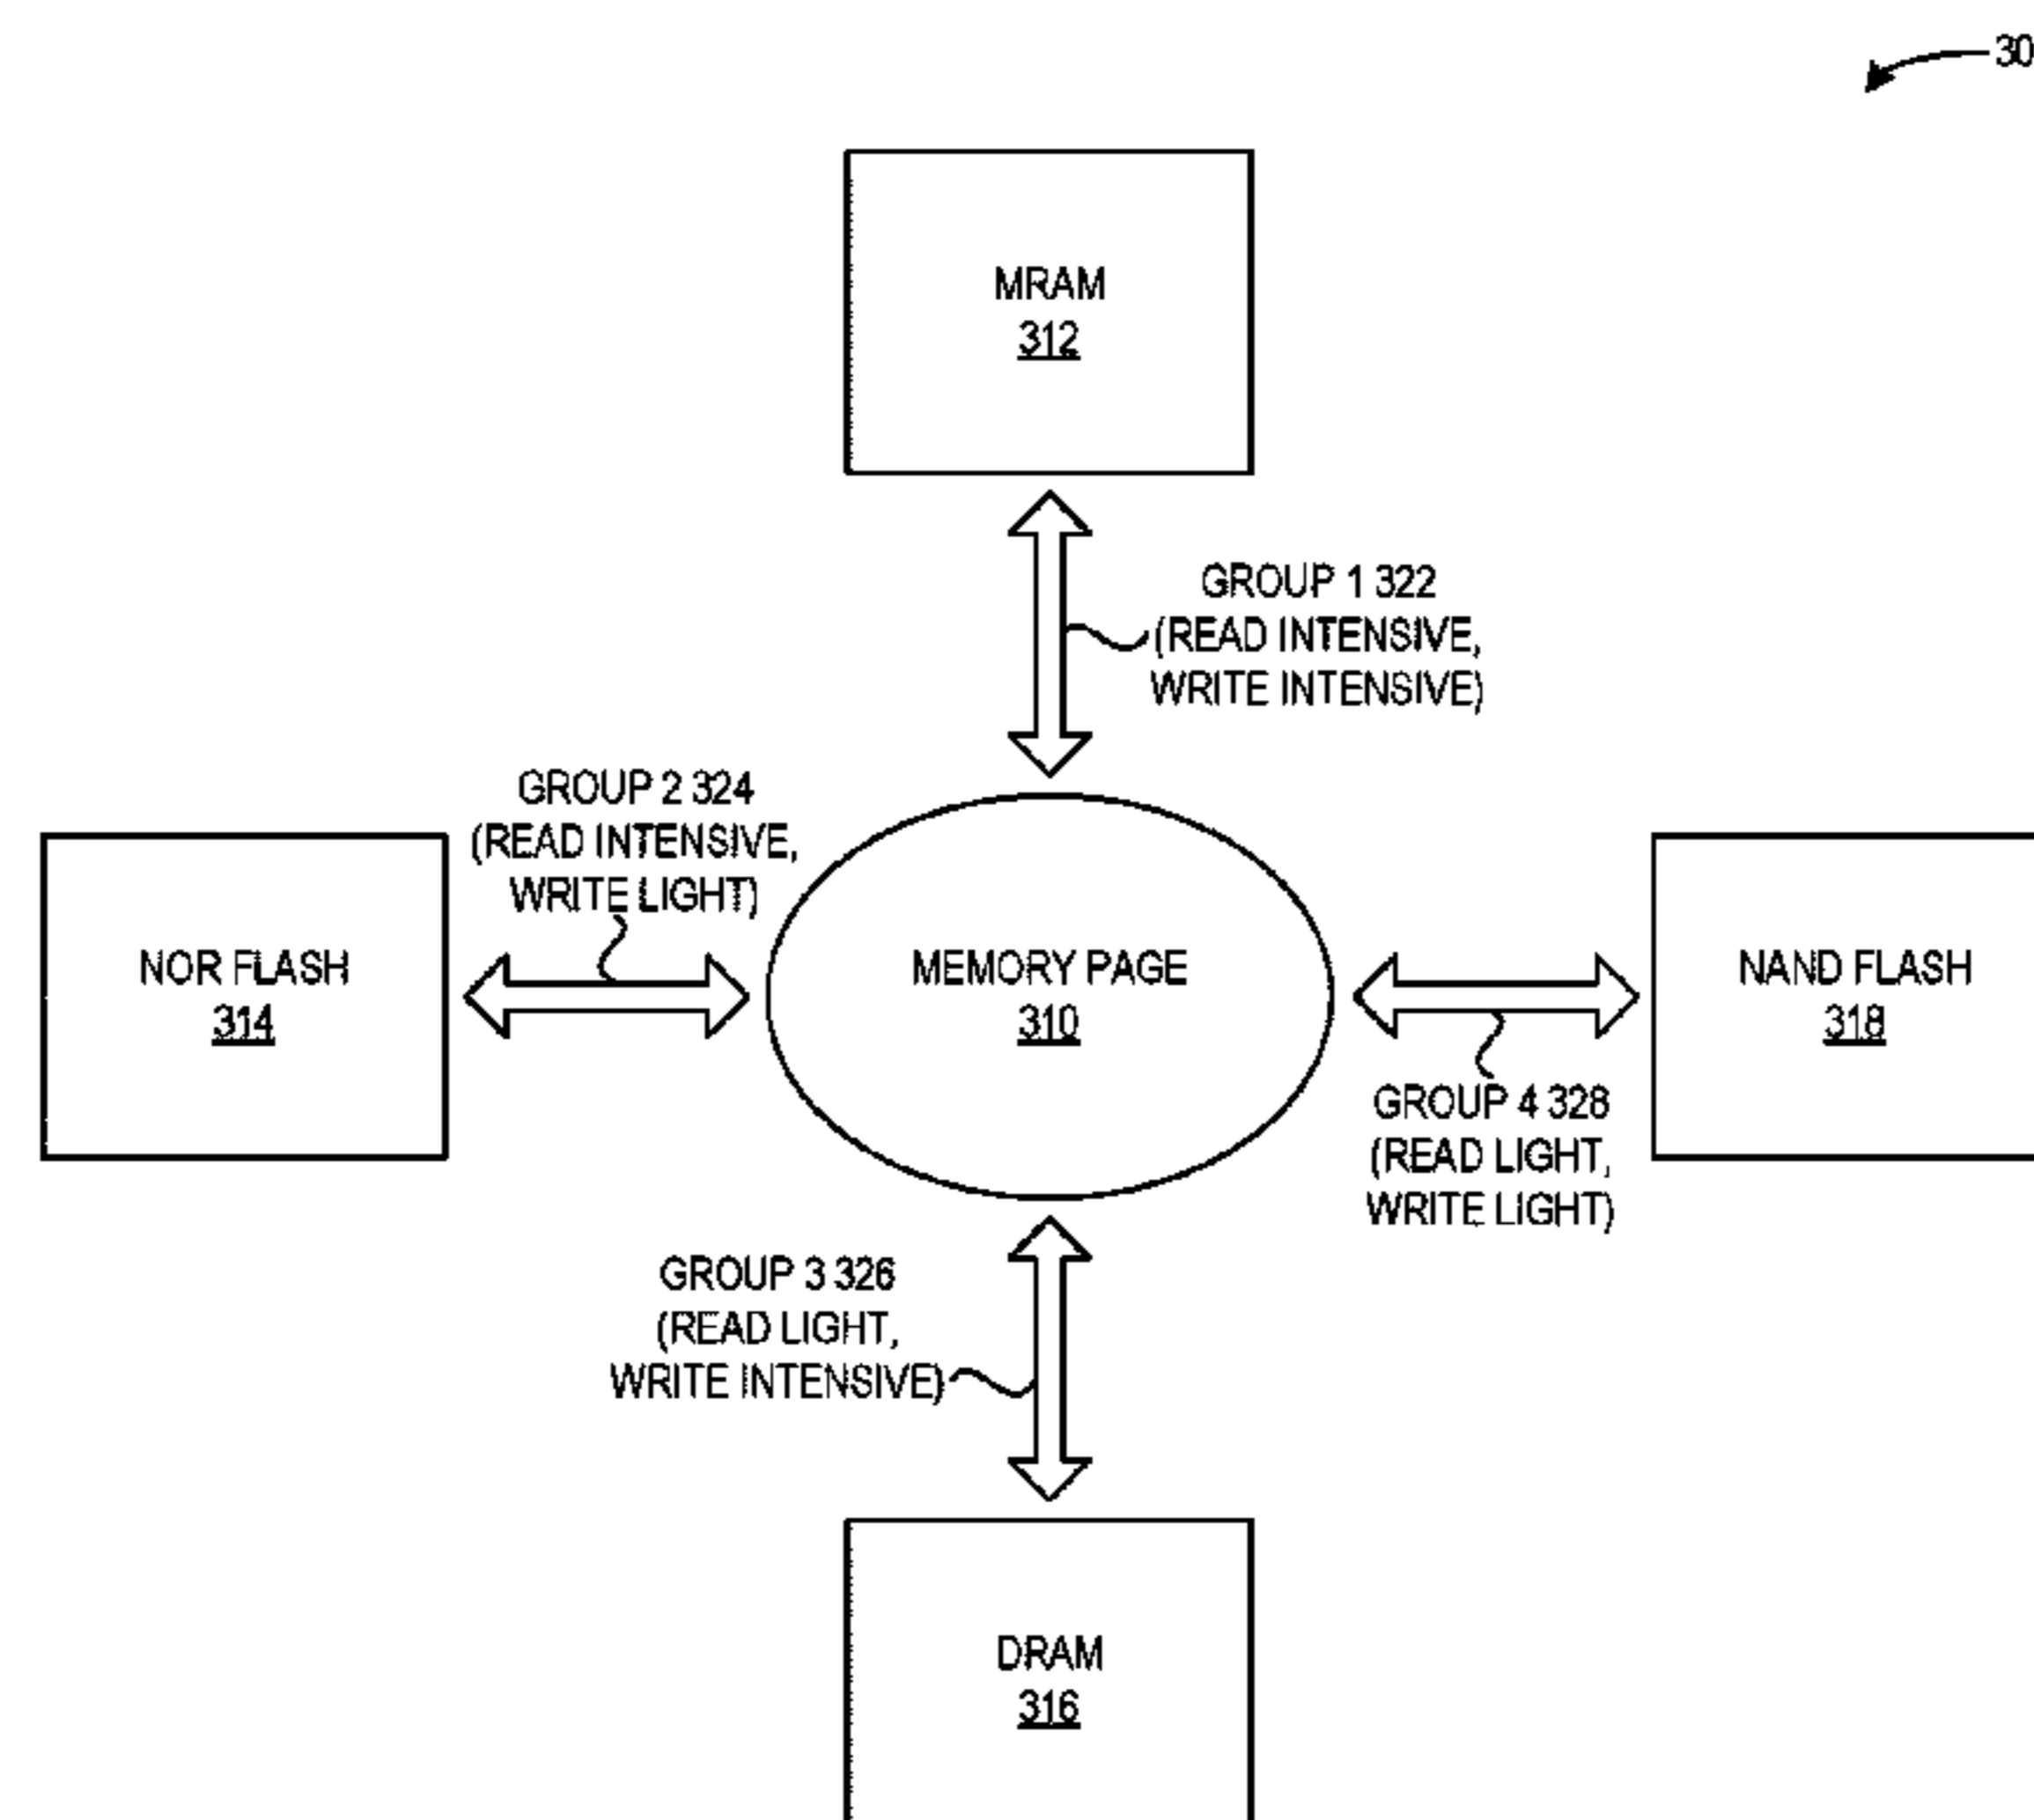 30
MRAM
312
GROUP 1 322
(READ INTENSIVE,
WRITE INTENSIVE)
GROUP 2 324
(READ INTENSIVE,
WRITE LIGHT)
NOR FLASH
314
MEMORY PAGE
310
NAND FLASH
318
GROUP 4 328
(READ LIGHT,
WRITE LIGHT)
GROUP 3 326
(READ LIGHT,
WRITE INTENSIVE)
DRAM
316